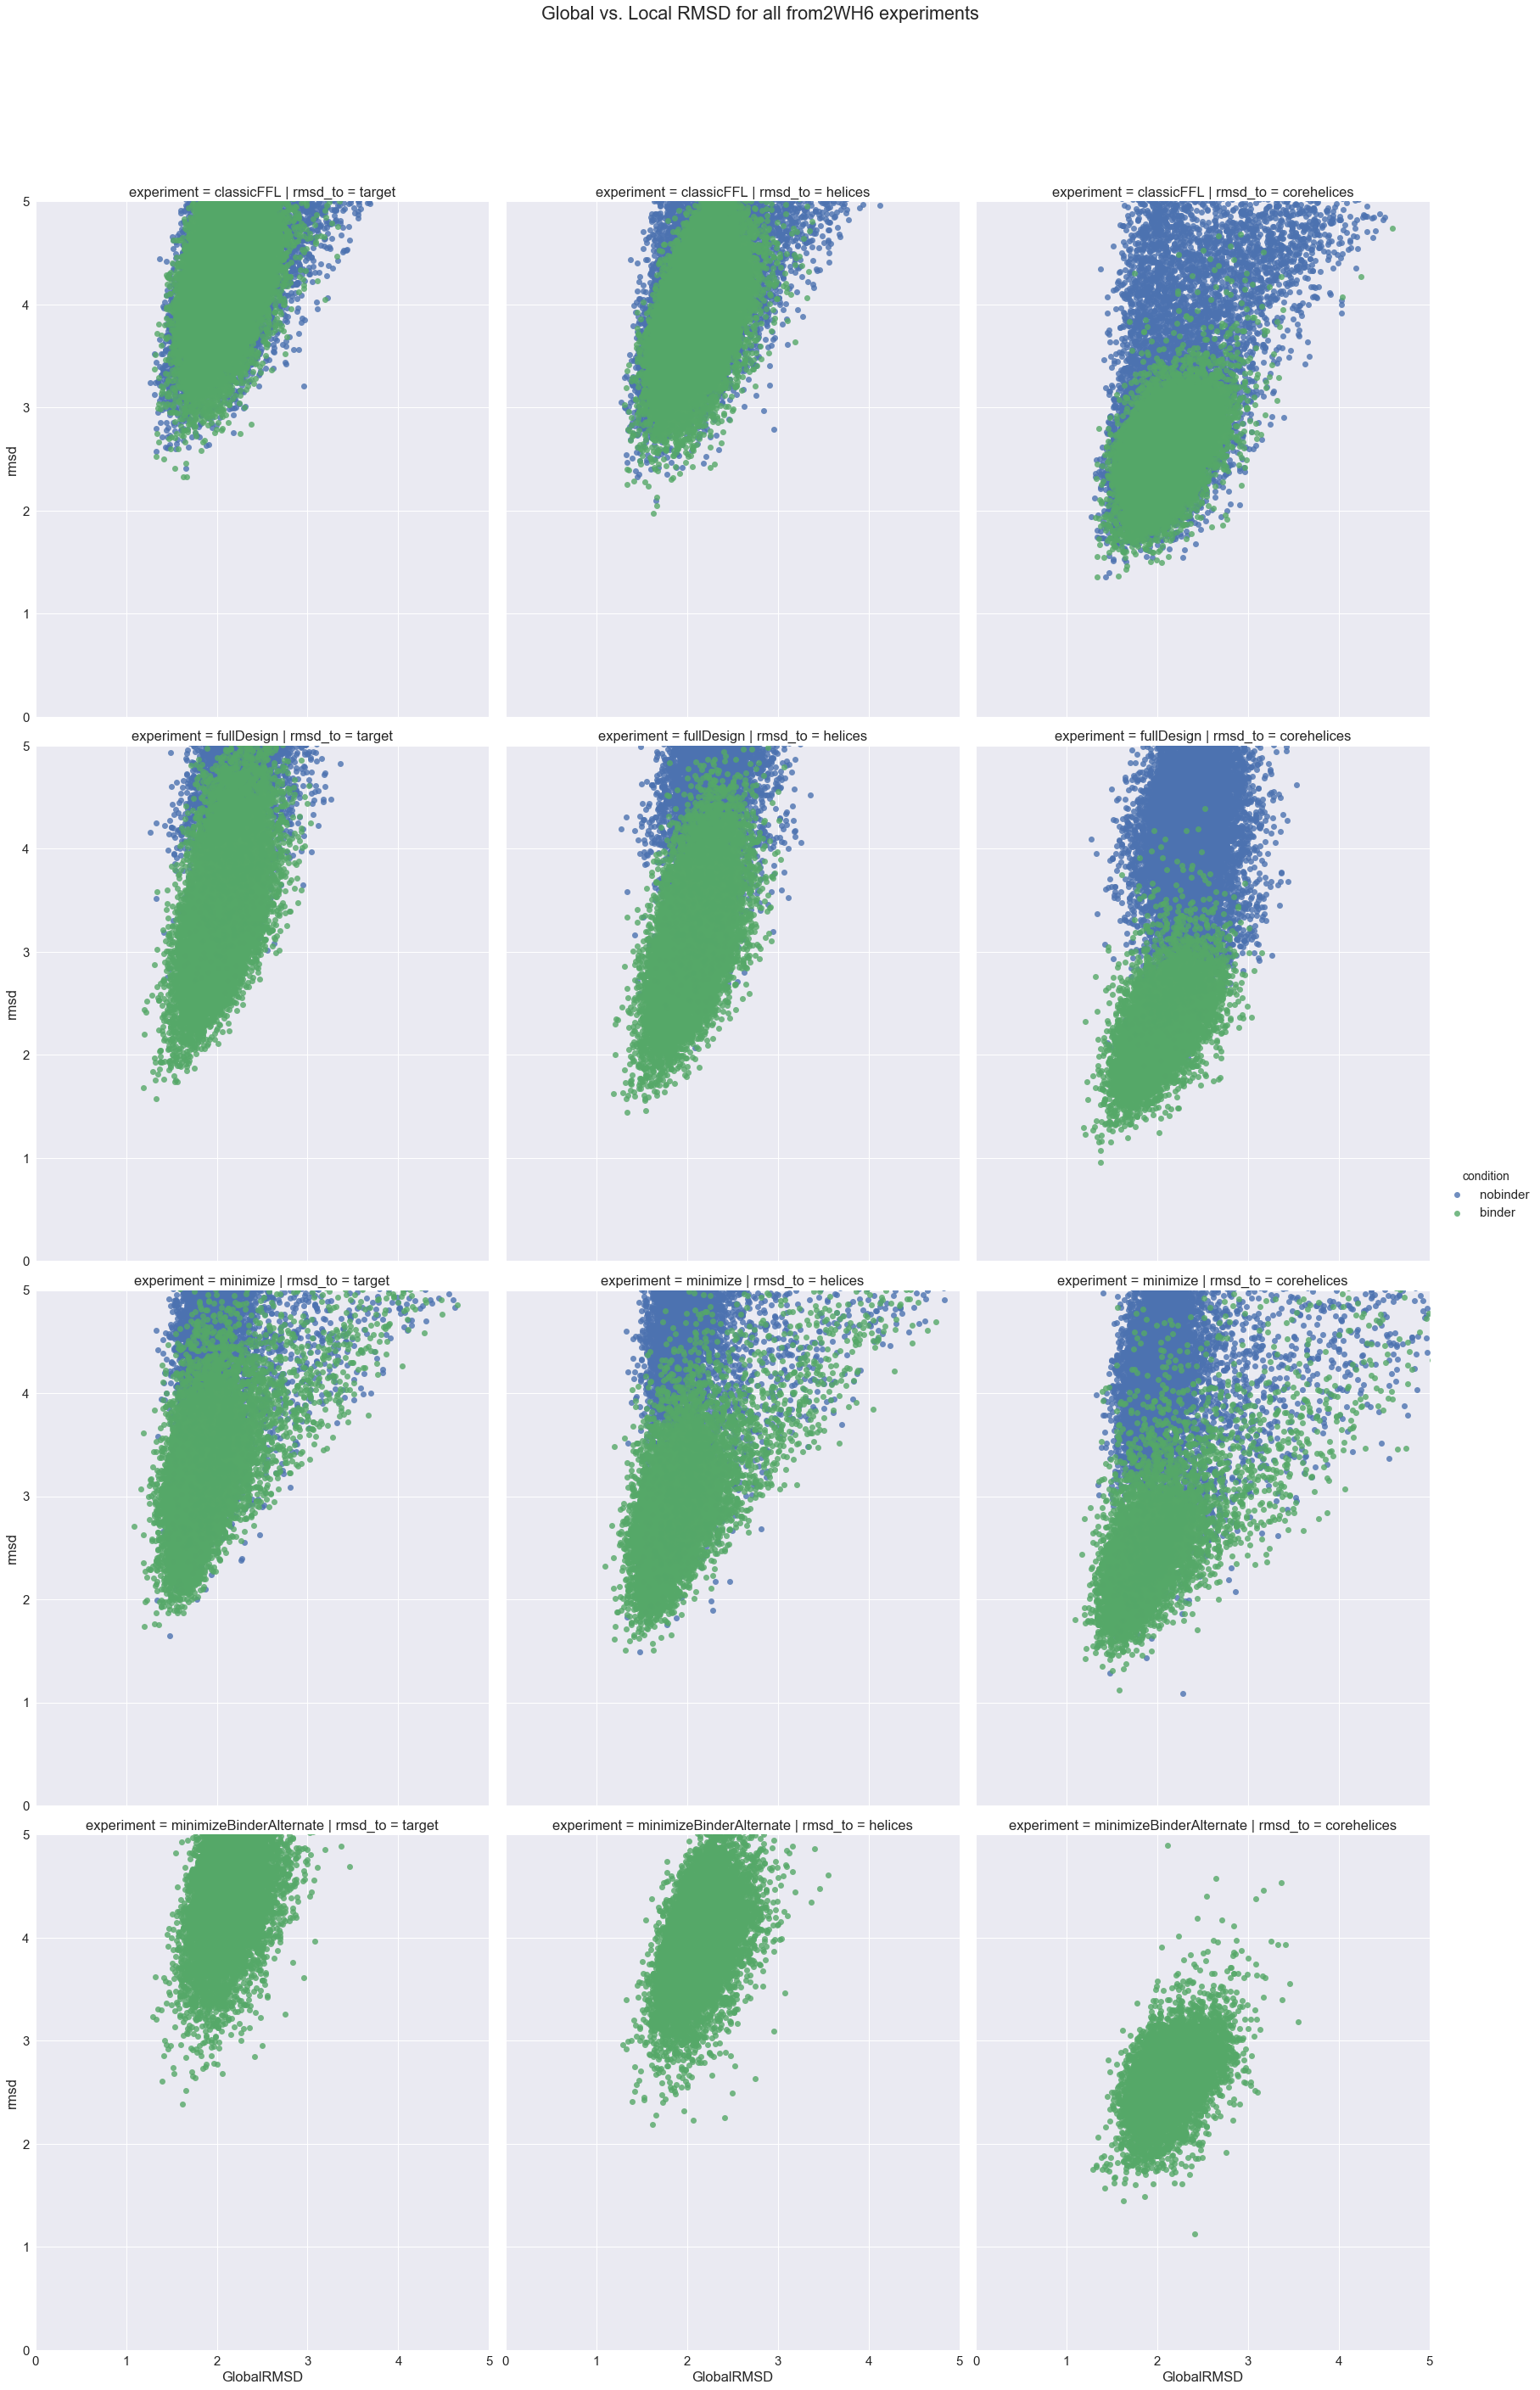 Global vs. Local RMSD for all from2WH6 experiments
experiment = classicFFL | rmsd_to = target
experiment = classicFFL | rmsd_to = helices
experiment = classicFFL | rmsd_to = corehelices
5
4
3
2
1
0
rmsd
experiment = fullDesign | rmsd_to = target
experiment = fullDesign | rmsd_to = helices
experiment = fullDesign | rmsd_to = corehelices
5
4
3
2
1
0
rmsd
condition
nobinder
binder
experiment = minimize | rmsd_to = target
experiment = minimize | rmsd_to = helices
experiment = minimize | rmsd_to = corehelices
5
4
3
2
1
0
rmsd
experiment = minimizeBinderAlternate | rmsd_to = target
experiment = minimizeBinderAlternate | rmsd_to = helices
experiment = minimizeBinderAlternate | rmsd_to = corehelices
5
4
3
2
1
0
rmsd
0 1 2 3 4 5
0 1 2 3 4 5
0 1 2 3 4 5
GlobalRMSD
GlobalRMSD
GlobalRMSD